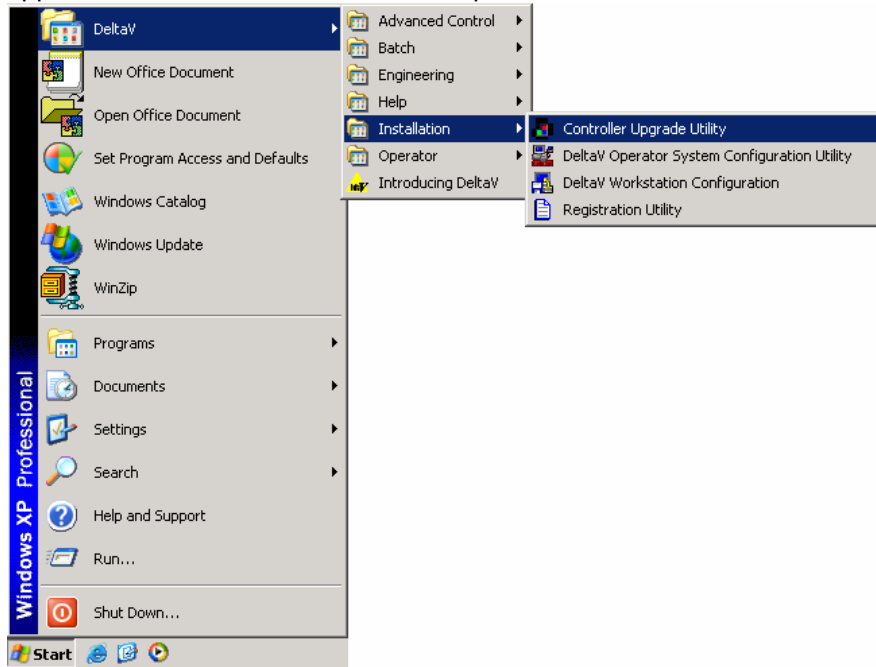 DeltaV
New Office Document
Open Office Document
Set Program Access and Defaults
Windows Catalog
Windows Update
WinZip
Programs
Documents
Settings
Search
Help and Support
Run...
Shut Down...
Windows XP Professional
Start
Advanced Control
Batch
Engineering
Help
Installation
Operator
Introducing DeltaV
Controller Upgrade Utility
DeltaV Operator System Configuration Utility
DeltaV Workstation Configuration
Registration Utility